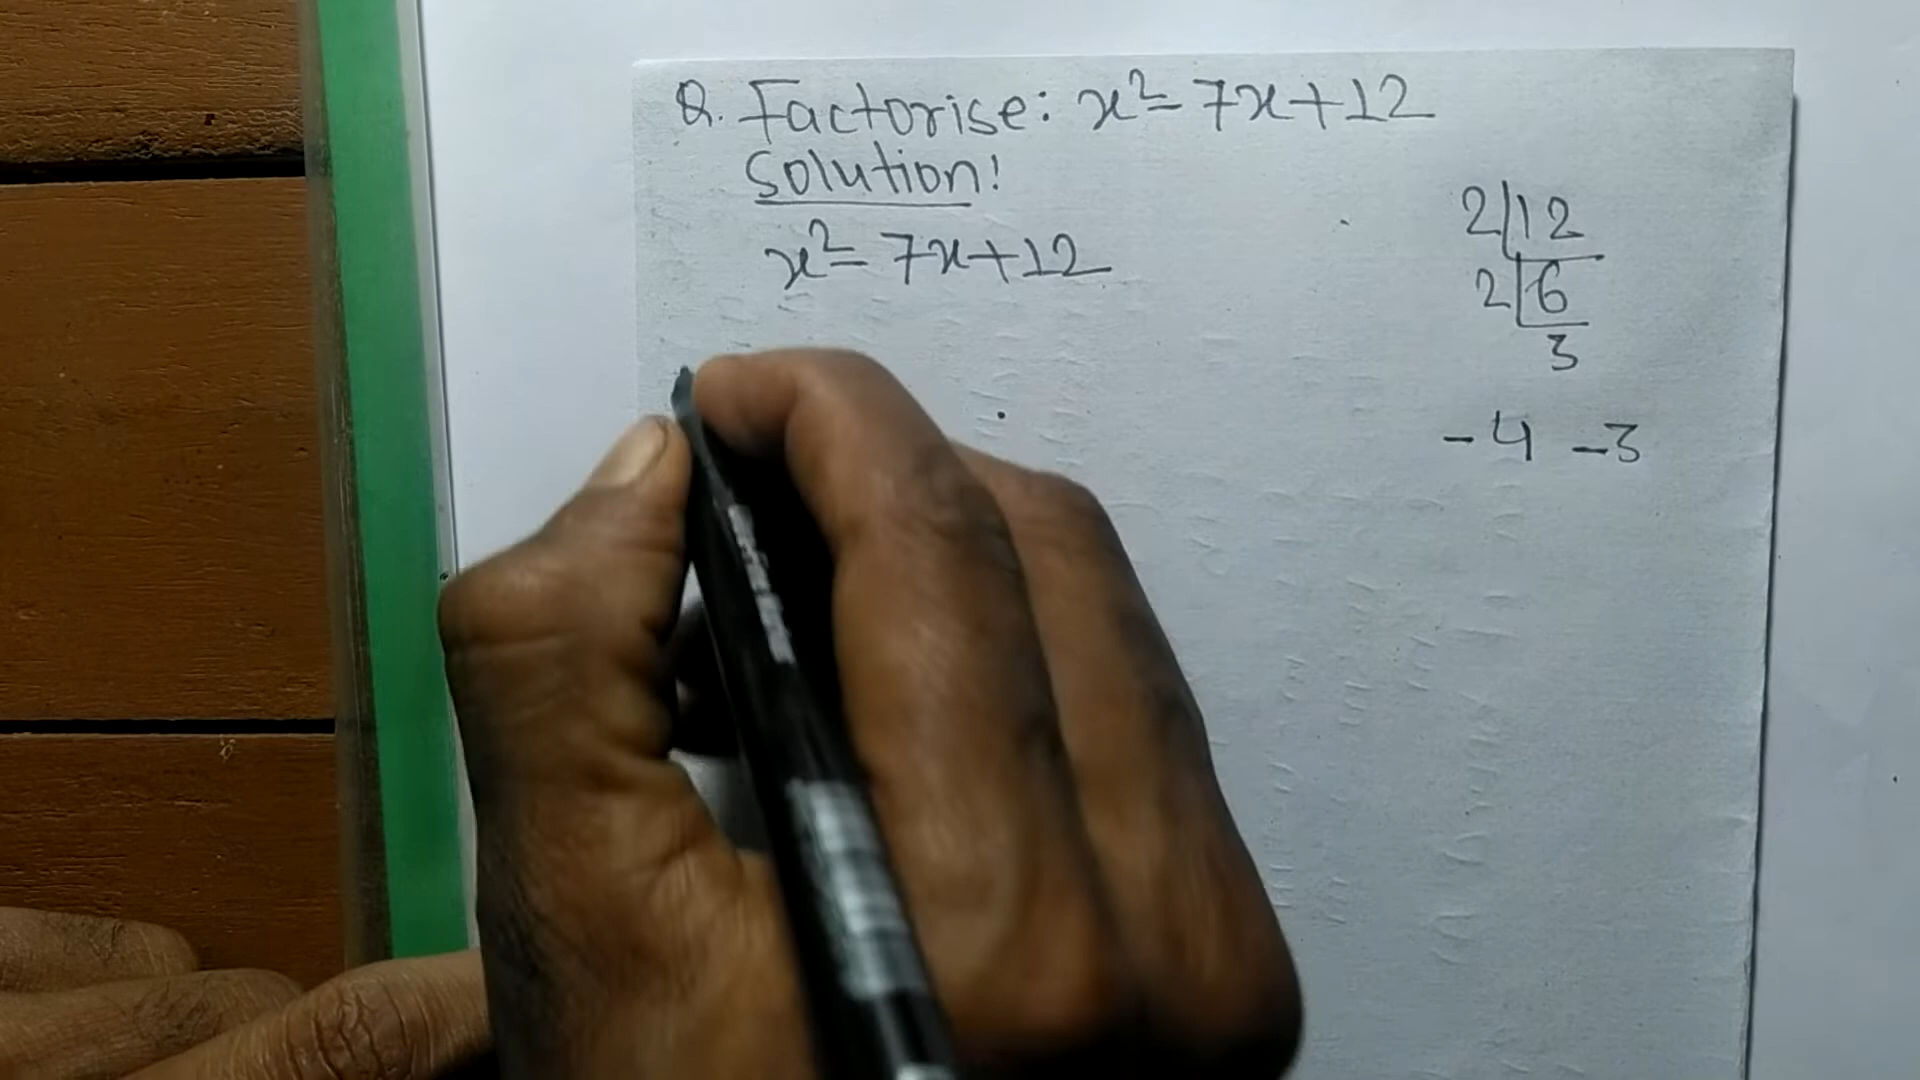 Q. Factorise: x²-7x+12
Solution:
x²-7x+12
2|12
2|6
3
-4 -3